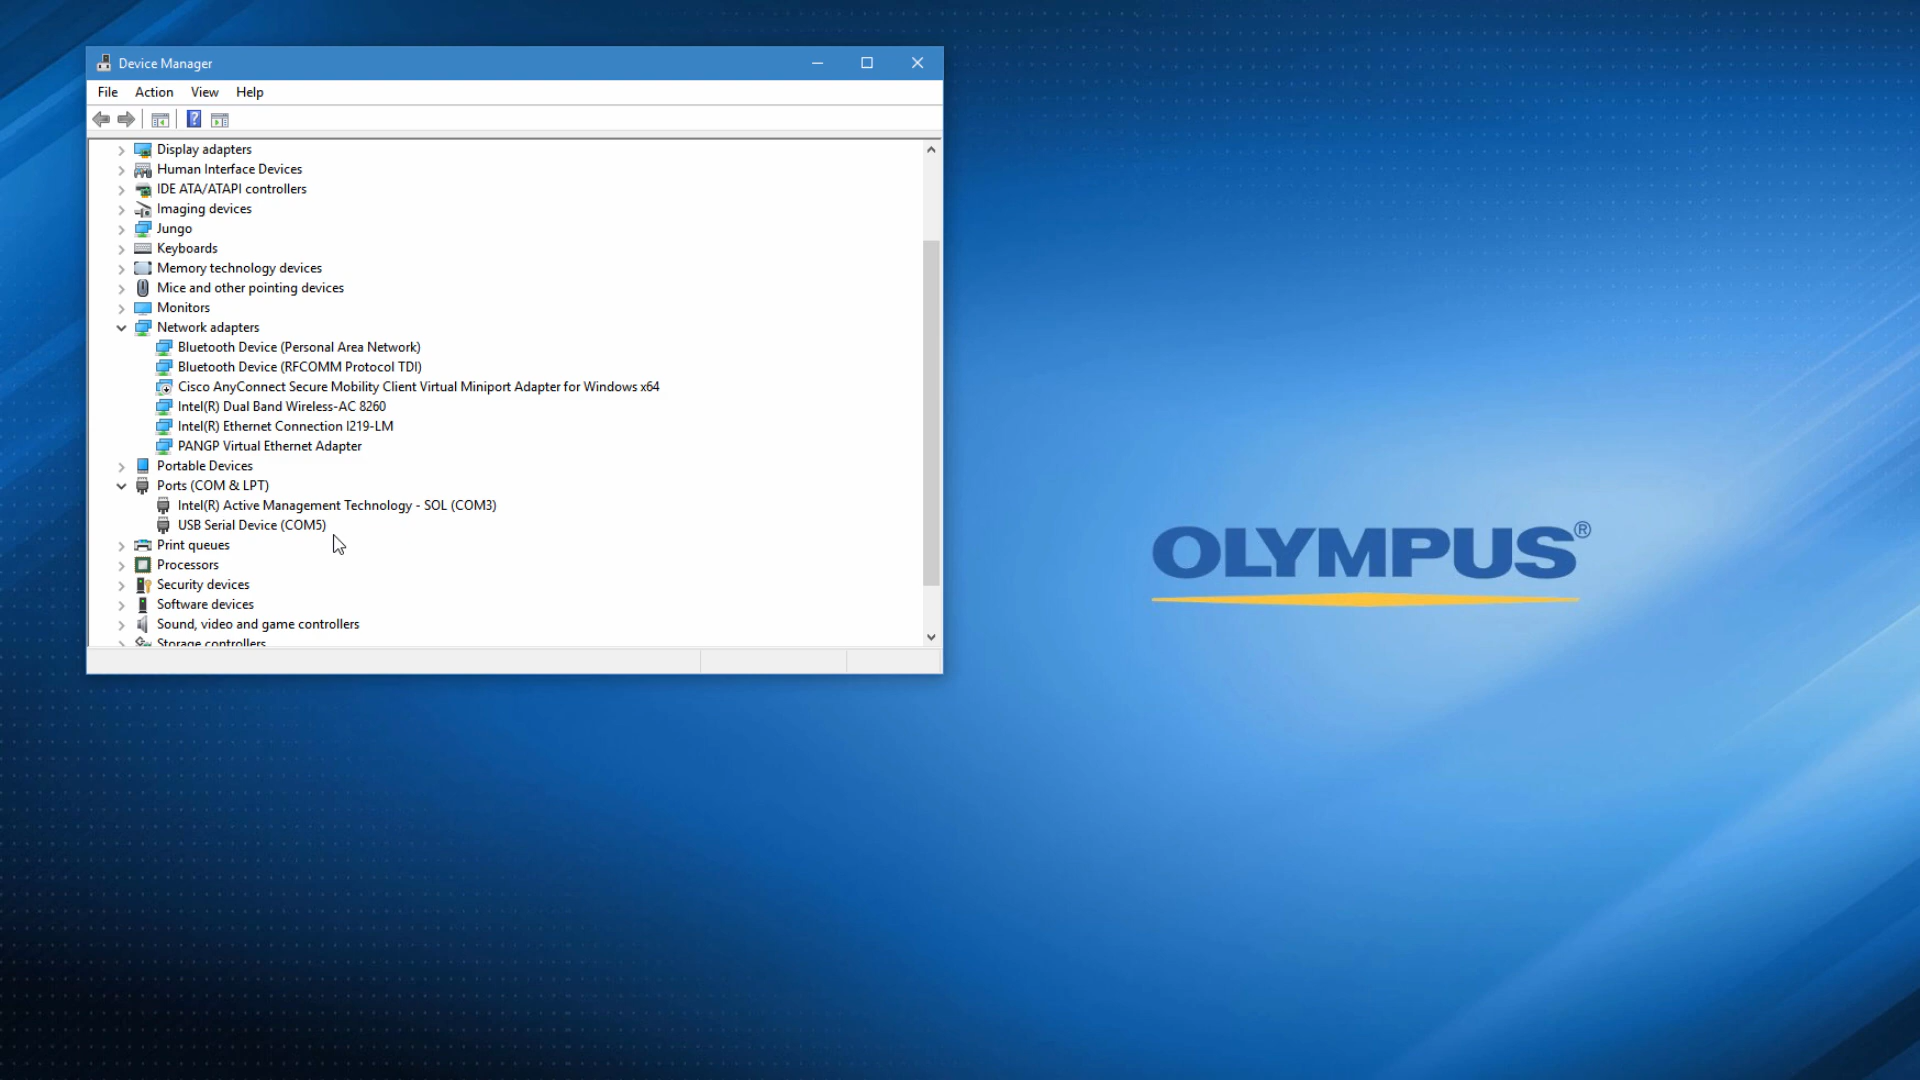 Device Manager
File Action View Help
?
Display adapters
Human Interface Devices
IDE ATA/ATAPI controllers
Imaging devices
Jungo
Keyboards
Memory technology devices
Mice and other pointing devices
Monitors
Network adapters
Bluetooth Device (Personal Area Network)
Bluetooth Device (RFCOMM Protocol TDI)
Cisco AnyConnect Secure Mobility Client Virtual Miniport Adapter for Windows x64
Intel(R) Dual Band Wireless-AC 8260
Intel(R) Ethernet Connection I219-LM
PANGP Virtual Ethernet Adapter
Portable Devices
Ports (COM & LPT)
Intel(R) Active Management Technology - SOL (COM3)
USB Serial Device (COM5)
Print queues
Processors
Security devices
Software devices
Sound, video and game controllers
Storage controllers
OLYMPUS®